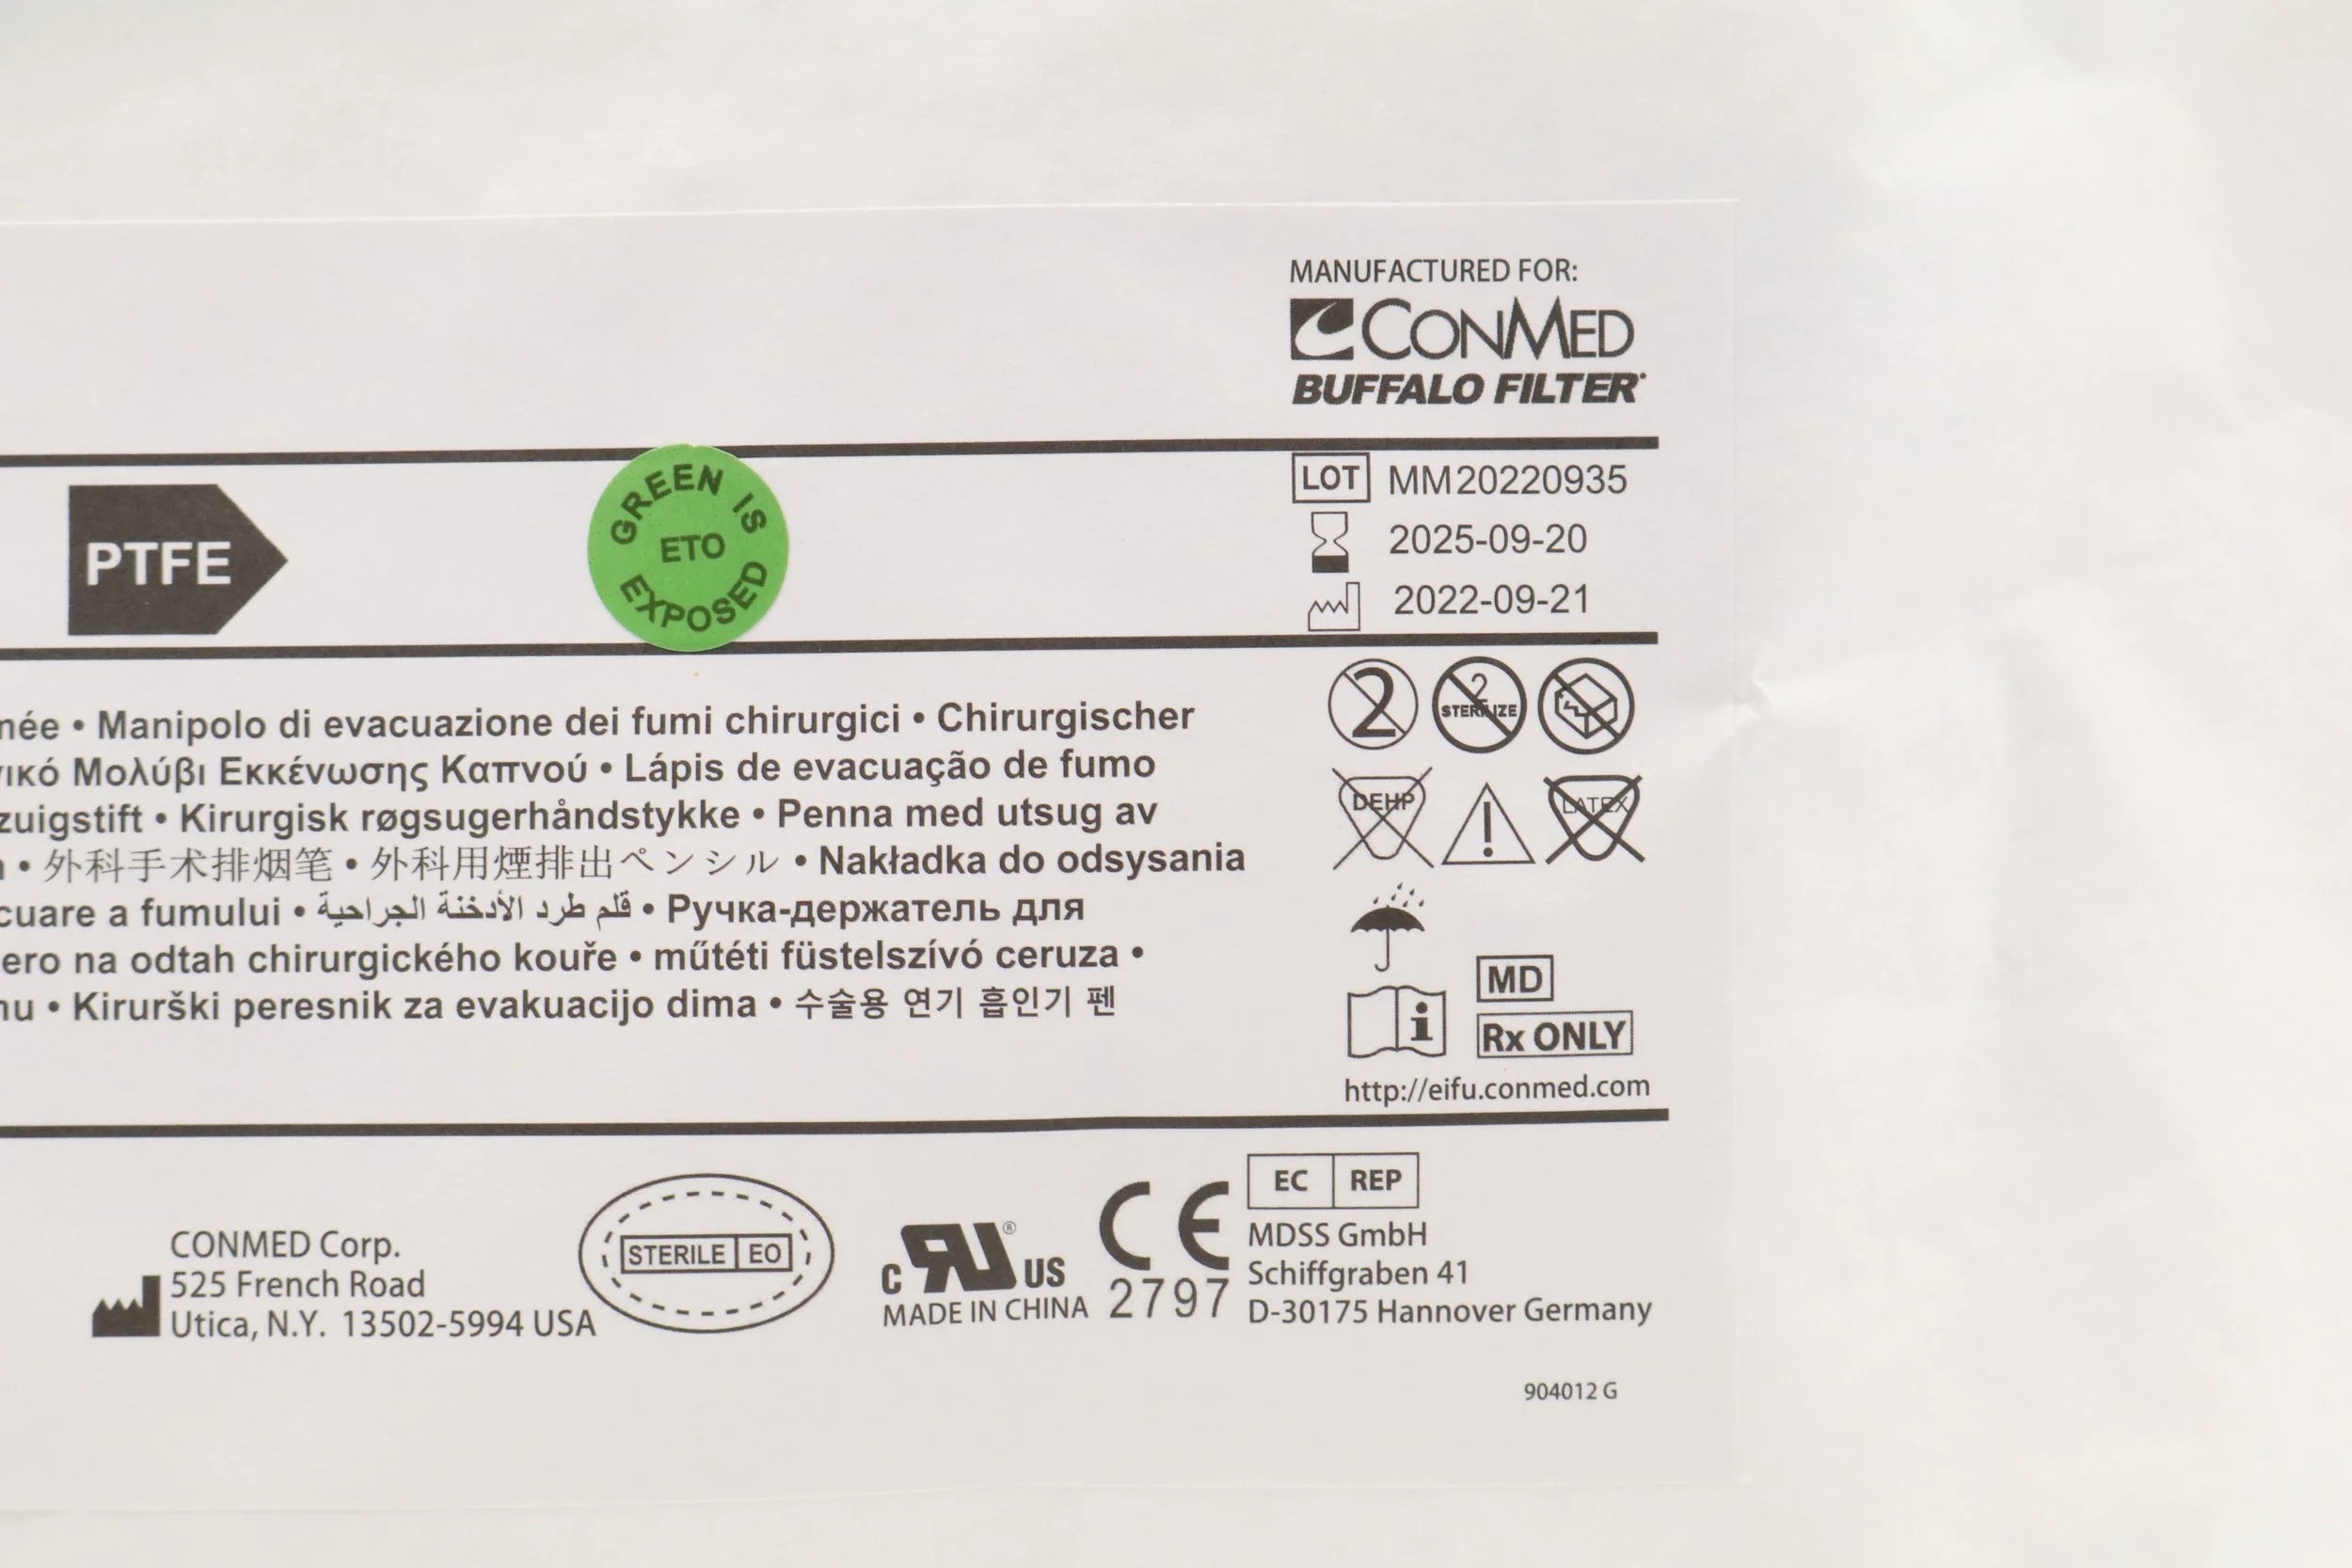 MANUFACTURED FOR:
CONMED
BUFFALO FILTER
PTFE
GREEN IS
ETO
EXPOSED
LOT MM20220935
2025-09-20
2022-09-21
2
2
STERILIZE
née • Manipolo di evacuazione dei fumi chirurgici • Chirurgischer
ικό Μολύβι Εκκένωσης Καπνού • Lápis de evacuação de fumo
zuigstift • Kirurgisk røgsugerhåndstykke • Penna med utsug av
• 外科手术排烟笔 • 外科用煙排出ペンシル • Nakładka do odsysania
cuare a fumului • قلم طرد الأدخنة الجراحية • Ручка-держатель для
ero na odtah chirurgického kouře • műtéti füstelszívó ceruza •
nu • Kirurški peresnik za evakuacijo dima • 수술용 연기 흡인기 펜
DEHP
LATEX
MD
Rx ONLY
http://eifu.conmed.com
CONMED Corp.
525 French Road
Utica, N.Y. 13502-5994 USA
STERILE EO
C RU ® US
MADE IN CHINA
CE
2797
EC REP
MDSS GmbH
Schiffgraben 41
D-30175 Hannover Germany
904012 G